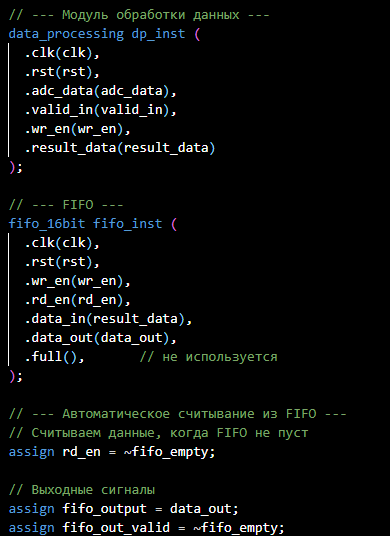 // --- Модуль обработки данных ---
data_processing dp_inst (
.clk(clk),
.rst(rst),
.adc_data(adc_data),
.valid_in(valid_in),
.wr_en(wr_en),
.result_data(result_data)
);
// --- FIFO ---
fifo_16bit fifo_inst (
.clk(clk),
.rst(rst),
.wr_en(wr_en),
.rd_en(rd_en),
.data_in(result_data),
.data_out(data_out),
.full(),       // не используется
);
// --- Автоматическое считывание из FIFO ---
// Считываем данные, когда FIFO не пуст
assign rd_en = ~fifo_empty;
// Выходные сигналы
assign fifo_output = data_out;
assign fifo_out_valid = ~fifo_empty;